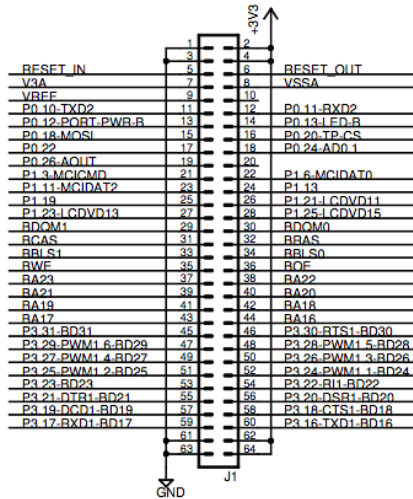 +3V3
1 2
3 4
RESET_IN 5 6 RESET_OUT
V3A 7 8 VSSA
VREF 9 10
P0.10-TXD2 11 12 P0.11-RXD2
P0.12-PORT-PWR-B 13 14 P0.13-LED-B
P0.18-MOSI 15 16 P0.20-TP-CS
P0.22 17 18 P0.24-AD0.1
P0.26-AOUT 19 20
P1.3-MCICMD 21 22 P1.6-MCIDAT0
P1.11-MCIDAT2 23 24 P1.13
P1.19 25 26 P1.21-LCDVD11
P1.23-LCDVD13 27 28 P1.25-LCDVD15
BDQM1 29 30 BDQM0
BCAS 31 32 BRAS
BBLS1 33 34 BBLS0
BWE 35 36 BOE
BA23 37 38 BA22
BA21 39 40 BA20
BA19 41 42 BA18
BA17 43 44 BA16
P3.31-BD31 45 46 P3.30-RTS1-BD30
P3.29-PWM1.6-BD29 47 48 P3.28-PWM1.5-BD28
P3.27-PWM1.4-BD27 49 50 P3.26-PWM1.3-BD26
P3.25-PWM1.2-BD25 51 52 P3.24-PWM1.1-BD24
P3.23-BD23 53 54 P3.22-RI1-BD22
P3.21-DTR1-BD21 55 56 P3.20-DSR1-BD20
P3.19-DCD1-BD19 57 58 P3.18-CTS1-BD18
P3.17-RXD1-BD17 59 60 P3.16-TXD1-BD16
61 62
63 64
J1
GND